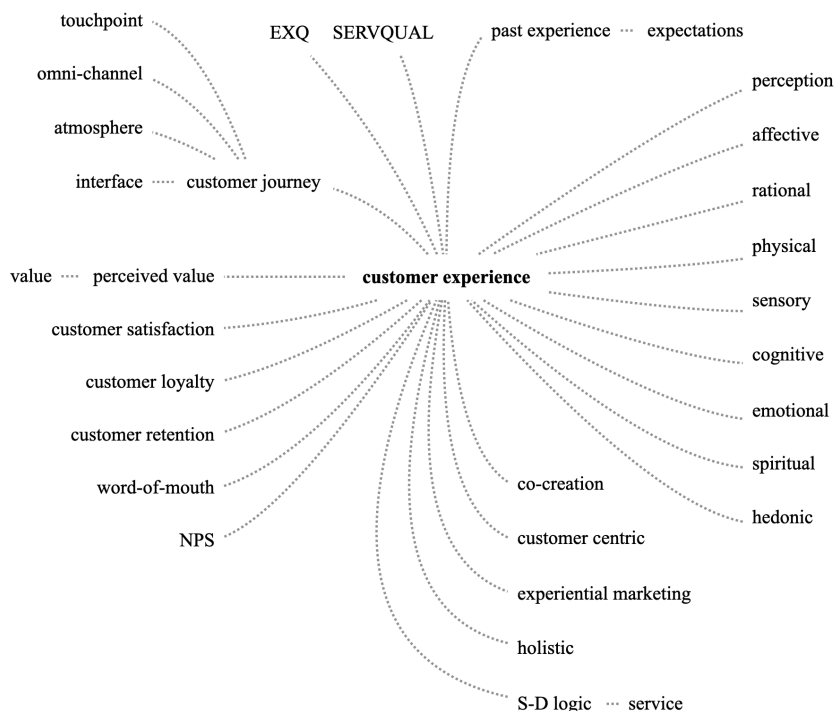 touchpoint
EXQ SERVQUAL
past experience expectations
omni-channel
perception
atmosphere
affective
interface customer journey
rational
physical
value perceived value customer experience
sensory
customer satisfaction
cognitive
customer loyalty
emotional
customer retention
spiritual
word-of-mouth
co-creation
hedonic
NPS
customer centric
experiential marketing
holistic
S-D logic service